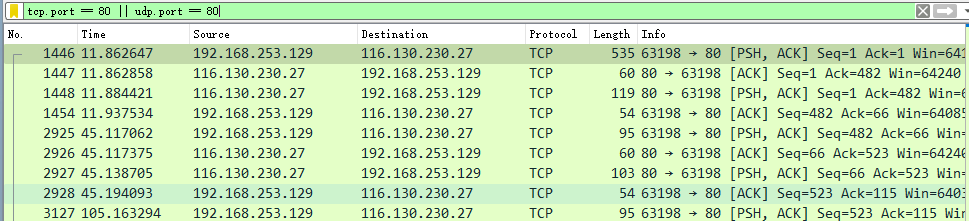 tcp.port == 80 || udp.port == 80
No. Time Source Destination Protocol Length Info
1446 11.862647 192.168.253.129 116.130.230.27 TCP 535 63198 → 80 [PSH, ACK] Seq=1 Ack=1 Win=641
1447 11.862858 116.130.230.27 192.168.253.129 TCP 60 80 → 63198 [ACK] Seq=1 Ack=482 Win=64240
1448 11.884421 116.130.230.27 192.168.253.129 TCP 119 80 → 63198 [PSH, ACK] Seq=1 Ack=482 Win=6
1454 11.937534 192.168.253.129 116.130.230.27 TCP 54 63198 → 80 [ACK] Seq=482 Ack=66 Win=64085
2925 45.117062 192.168.253.129 116.130.230.27 TCP 95 63198 → 80 [PSH, ACK] Seq=482 Ack=66 Win=
2926 45.117375 116.130.230.27 192.168.253.129 TCP 60 80 → 63198 [ACK] Seq=66 Ack=523 Win=64240
2927 45.138705 116.130.230.27 192.168.253.129 TCP 103 80 → 63198 [PSH, ACK] Seq=66 Ack=523 Win=
2928 45.194093 192.168.253.129 116.130.230.27 TCP 54 63198 → 80 [ACK] Seq=523 Ack=115 Win=6403
3127 105.163294 192.168.253.129 116.130.230.27 TCP 95 63198 → 80 [PSH, ACK] Seq=523 Ack=115 Win